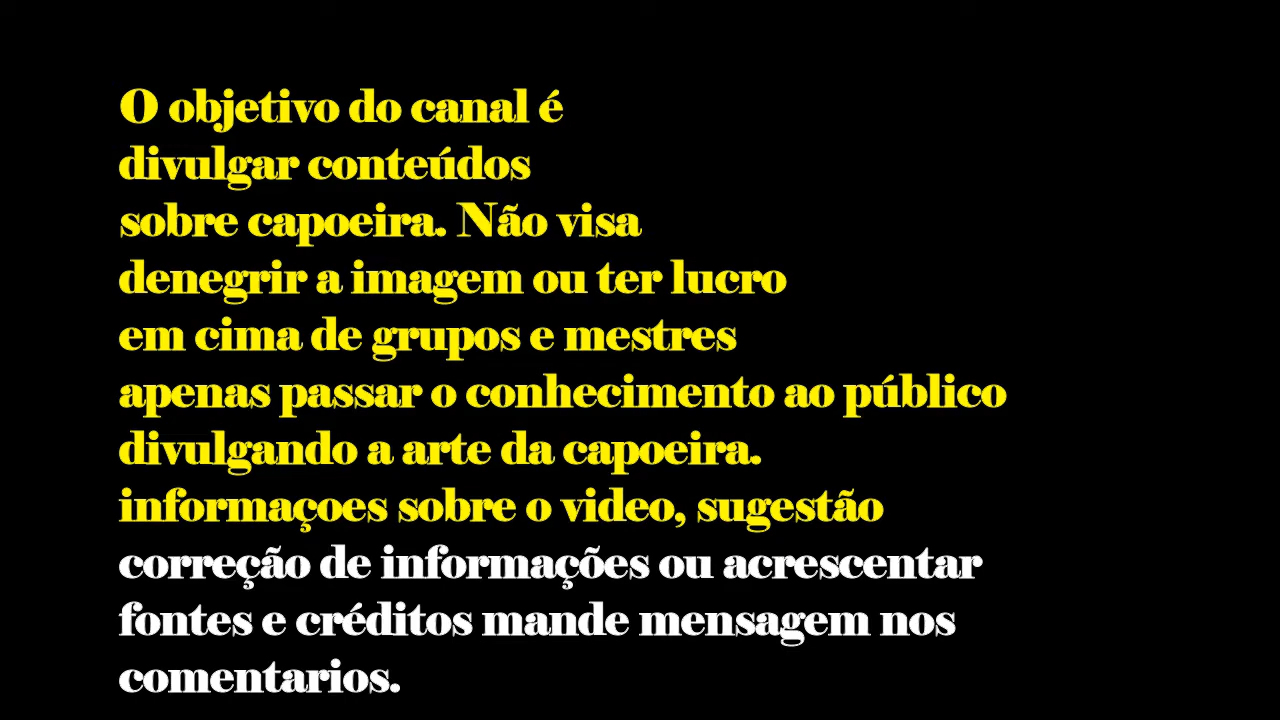 O objetivo do canal é
divulgar conteúdos
sobre capoeira. Não visa
denegrir a imagem ou ter lucro
em cima de grupos e mestres
apenas passar o conhecimento ao público
divulgando a arte da capoeira.
informaçoes sobre o video, sugestão
correção de informações ou acrescentar
fontes e créditos mande mensagem nos
comentarios.